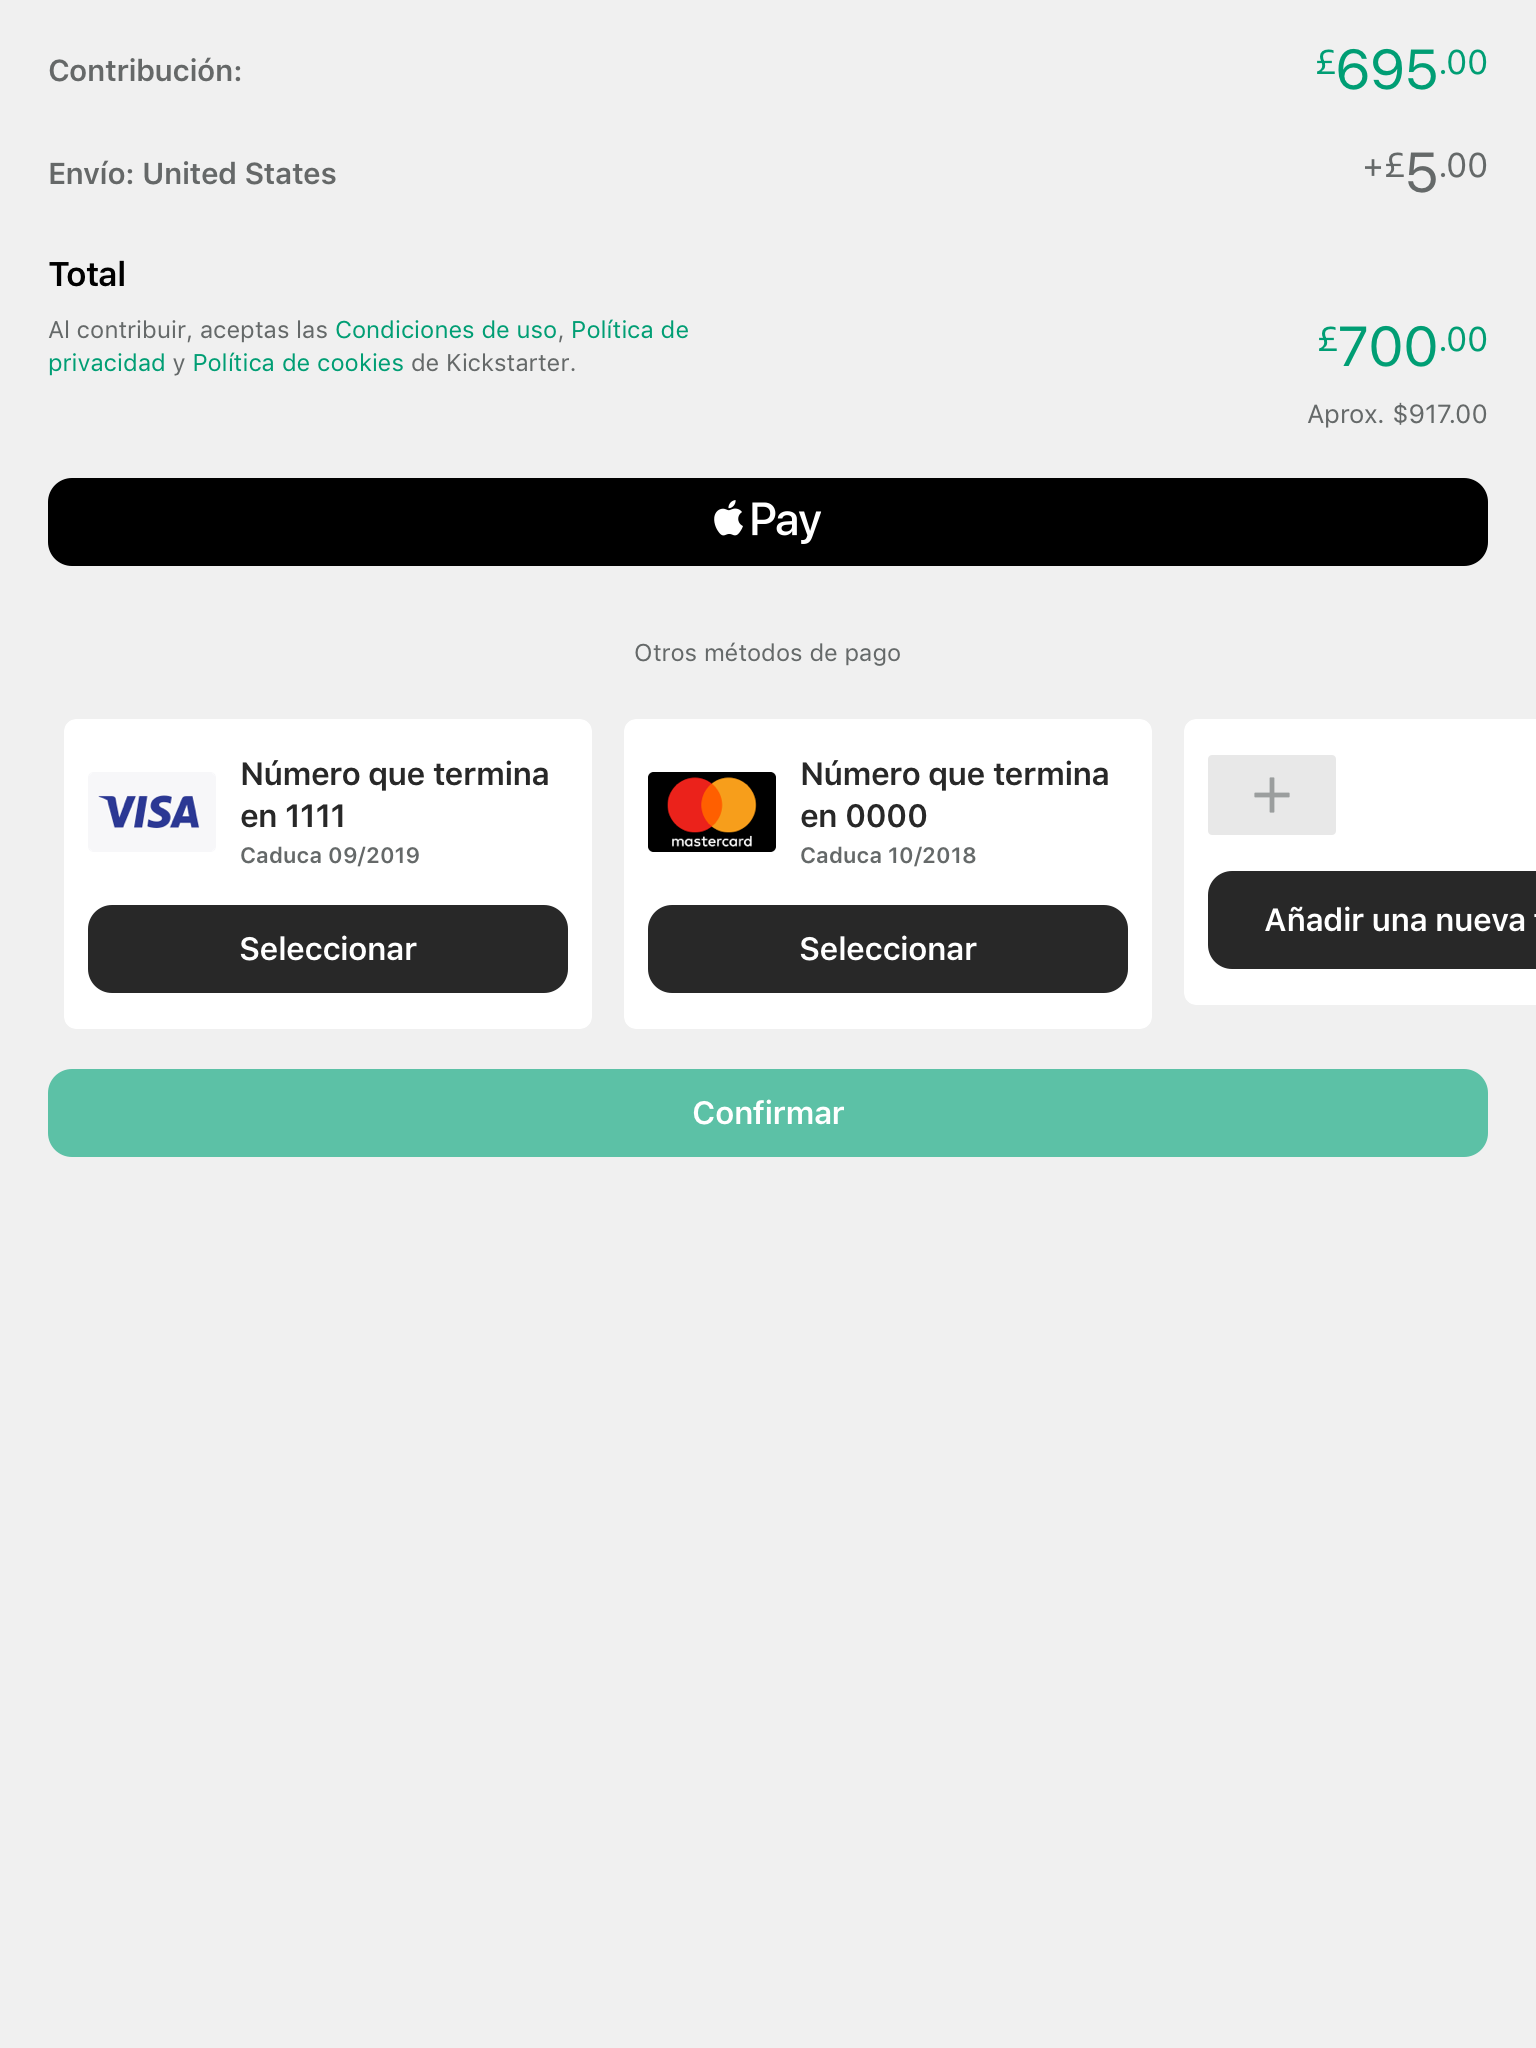 Contribución: £695.00
Envío: United States +£5.00
Total
Al contribuir, aceptas las Condiciones de uso, Política de
privacidad y Política de cookies de Kickstarter.
£700.00
Aprox. $917.00
Pay
Otros métodos de pago
VISA
Número que termina
en 1111
Caduca 09/2019
Seleccionar
mastercard
Número que termina
en 0000
Caduca 10/2018
Seleccionar
Añadir una nueva
Confirmar